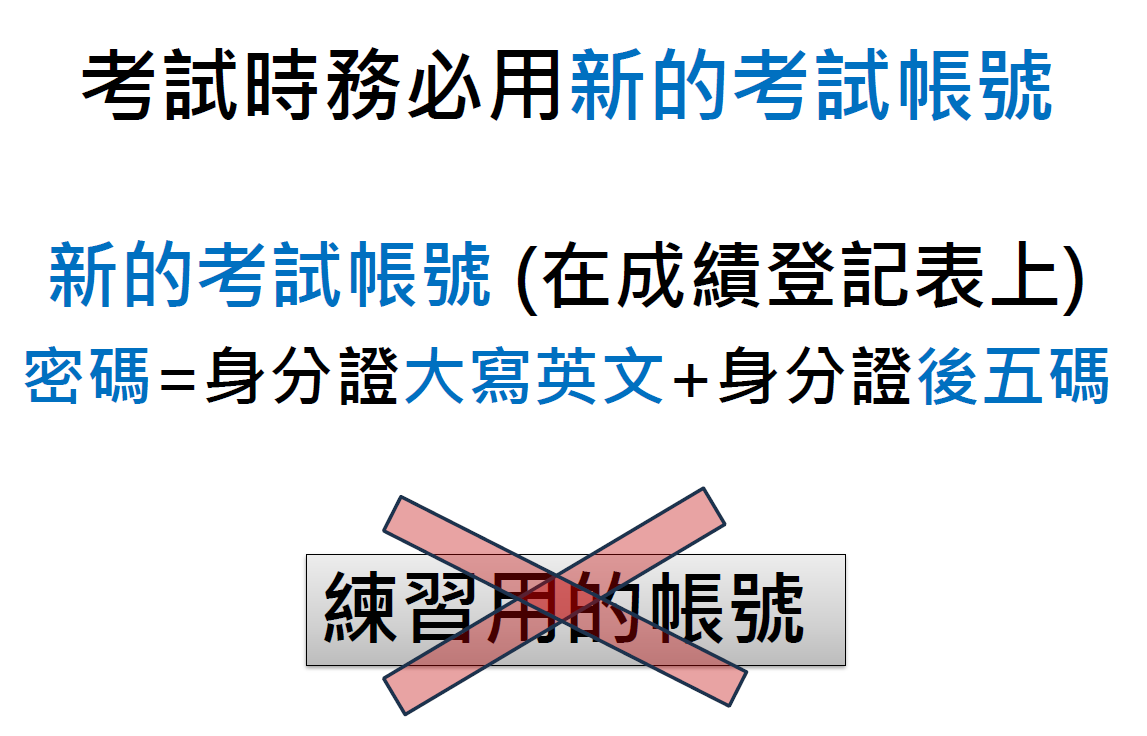 考試時務必用新的考試帳號
新的考試帳號 (在成績登記表上)
密碼=身分證大寫英文+身分證後五碼
練習用的帳號